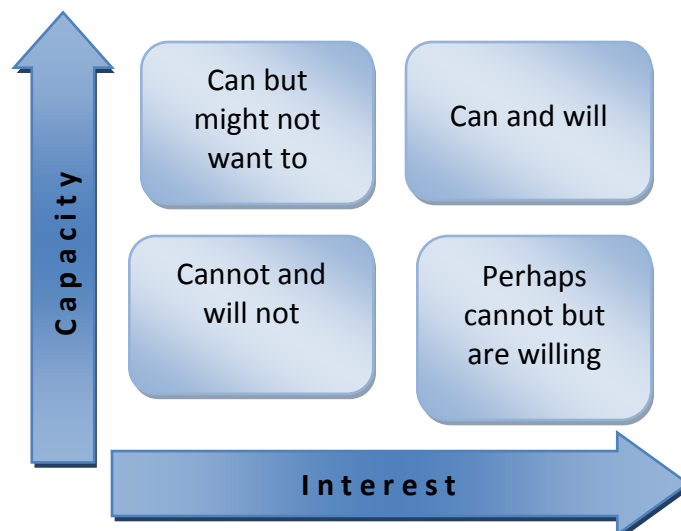 Can but
might not
want to
Can and will
Capacity
Cannot and
will not
Perhaps
cannot but
are willing
Interest